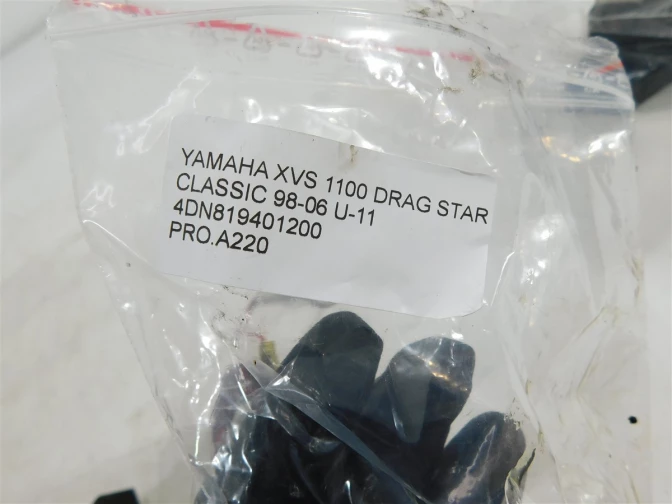 YAMAHA XVS 1100 DRAG STAR
CLASSIC 98-06 U-11
4DN819401200
PRO.A220